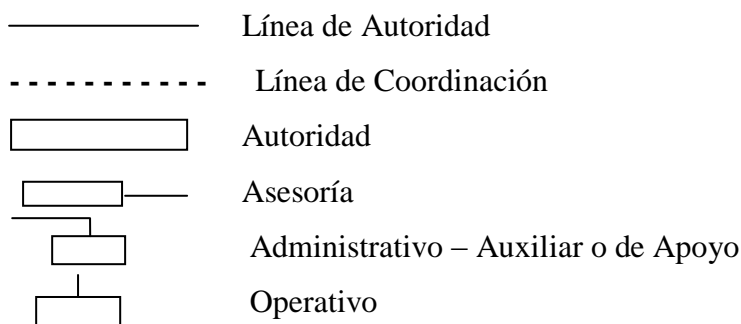 Línea de Autoridad
Línea de Coordinación
Autoridad
Asesoría
Administrativo – Auxiliar o de Apoyo
Operativo